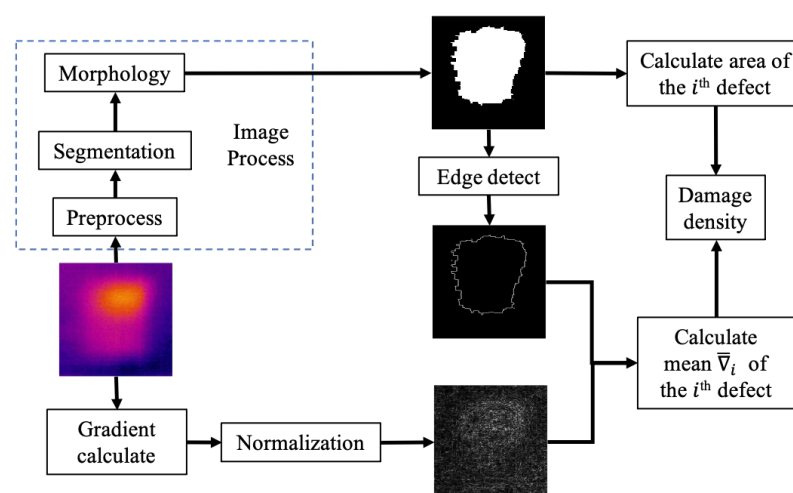 Morphology
Segmentation
Preprocess
Image
Process
Calculate area of
the iᵗʰ defect
Edge detect
Damage
density
Calculate
mean ∇̅ᵢ of
the iᵗʰ defect
Gradient
calculate
Normalization